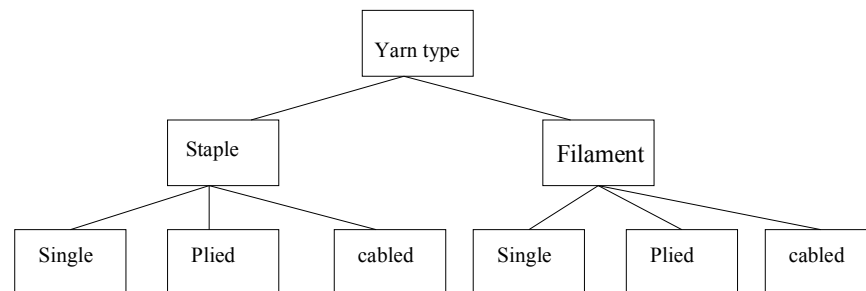 Yarn type
Staple
Filament
Single
Plied
cabled
Single
Plied
cabled